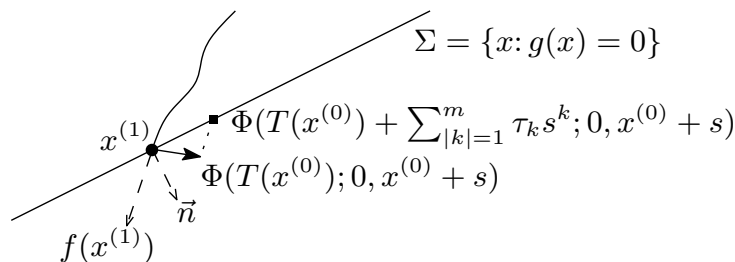 Σ = {x: g(x) = 0}
x^{(1)}
Φ(T(x^{(0)}) + ∑_{|k|=1}^{m} τ_k s^k; 0, x^{(0)} + s)
Φ(T(x^{(0)}); 0, x^{(0)} + s)
\vec{n}
f(x^{(1)})